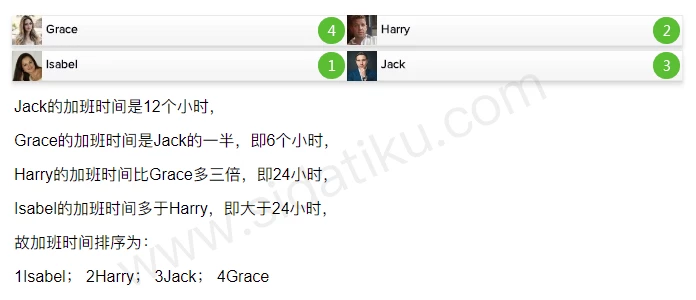 Grace 4 Harry 2
Isabel 1 Jack 3
Jack的加班时间是12个小时，
Grace的加班时间是Jack的一半，即6个小时，
Harry的加班时间比Grace多三倍，即24小时，
Isabel的加班时间多于Harry，即大于24小时，
故加班时间排序为：
1Isabel； 2Harry； 3Jack； 4Grace
www.sidatiku.com